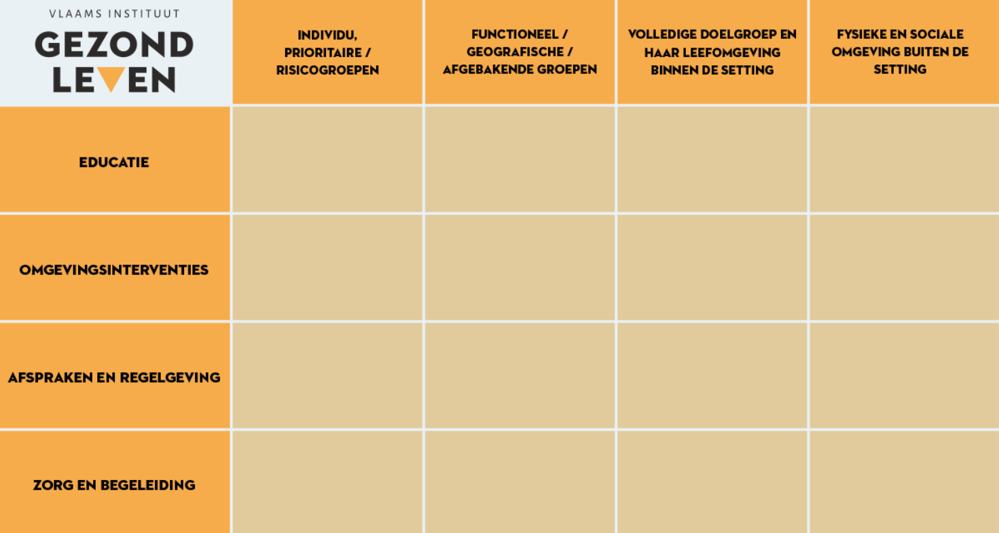 VLAAMS INSTITUUT
GEZOND
LEVEN
INDIVIDU,
PRIORITAIRE /
RISICOGROEPEN
FUNCTIONEEL /
GEOGRAFISCHE /
AFGEBAKENDE GROEPEN
VOLLEDIGE DOELGROEP EN
HAAR LEEFOMGEVING
BINNEN DE SETTING
FYSIEKE EN SOCIALE
OMGEVING BUITEN DE
SETTING
EDUCATIE
OMGEVINGSINTERVENTIES
AFSPRAKEN EN REGELGEVING
ZORG EN BEGELEIDING